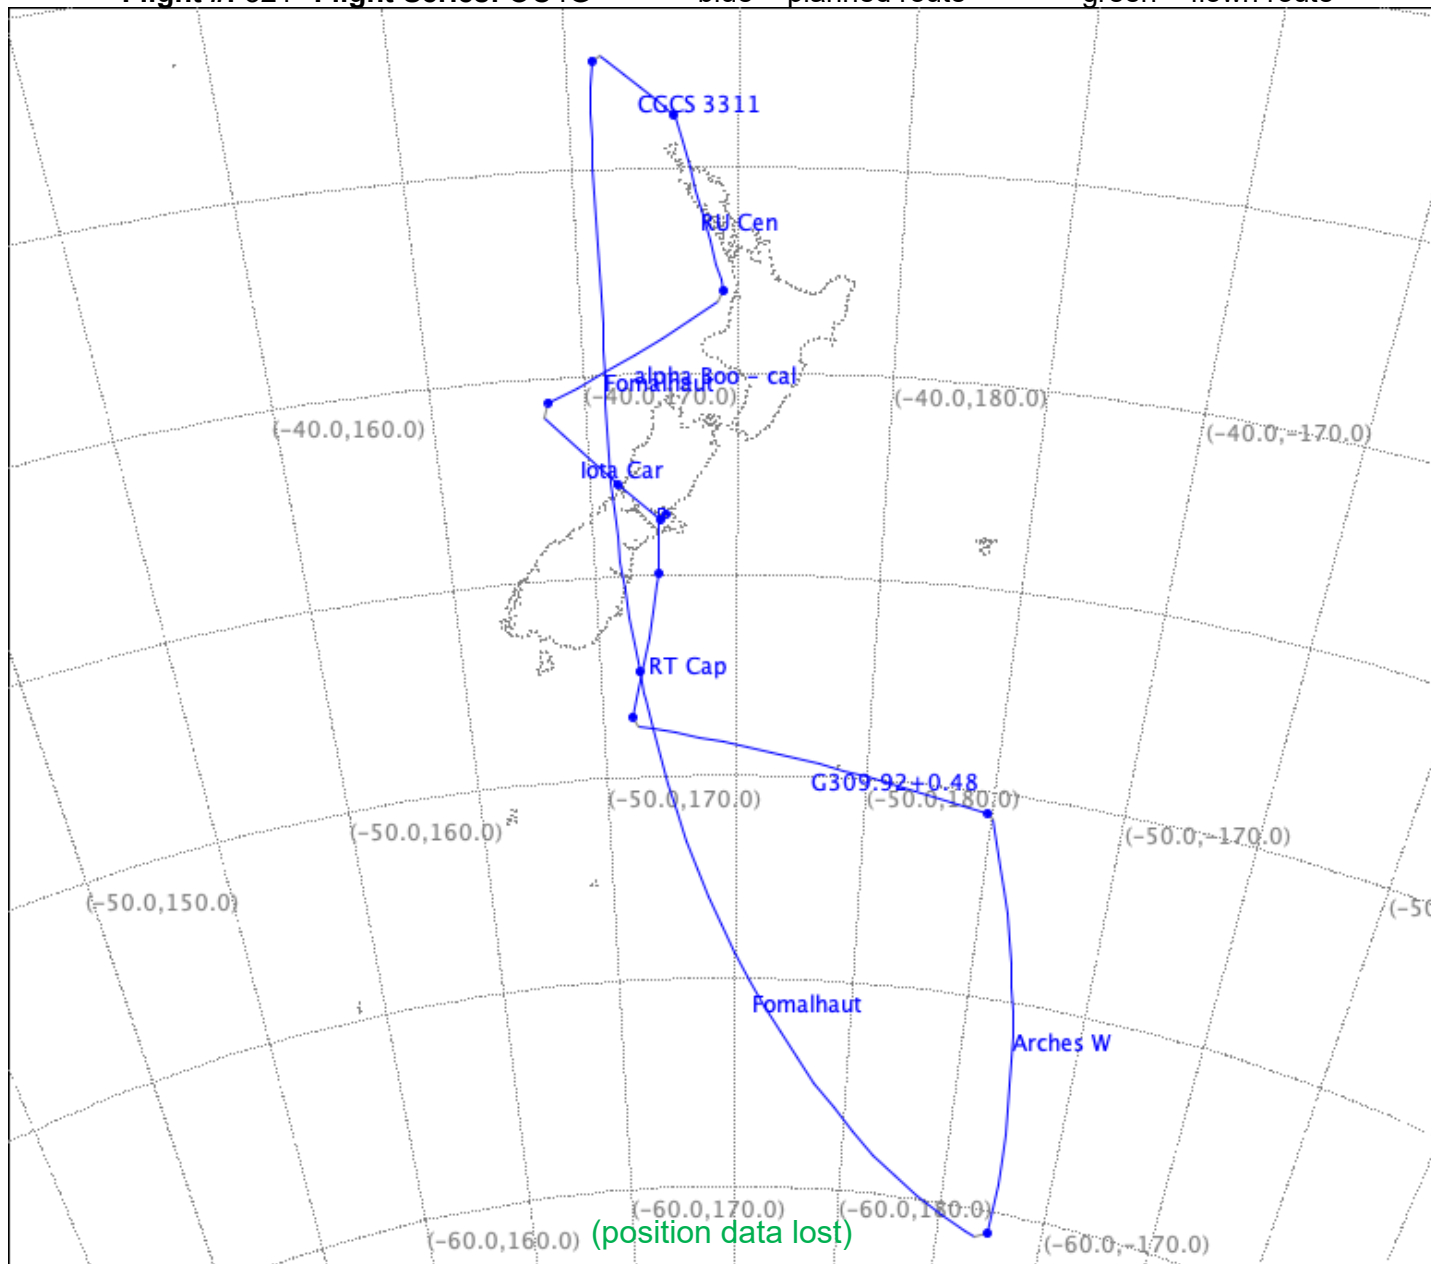 CGCS 3311
RU Cen
alpha Boo - cal
Fomalhaut
(-40.0,170.0)
(-40.0,180.0)
(-40.0,160.0)
(-40.0,-170.0)
Iota Car
RT Cap
G309.92+0.48
(-50.0,170.0)
(-50.0,180.0)
(-50.0,160.0)
(-50.0,-170.0)
(-50.0,150.0)
(-50
Fomalhaut
Arches W
(-60.0,170.0)
(-60.0,180.0)
(position data lost)
(-60.0,160.0)
(-60.0,-170.0)